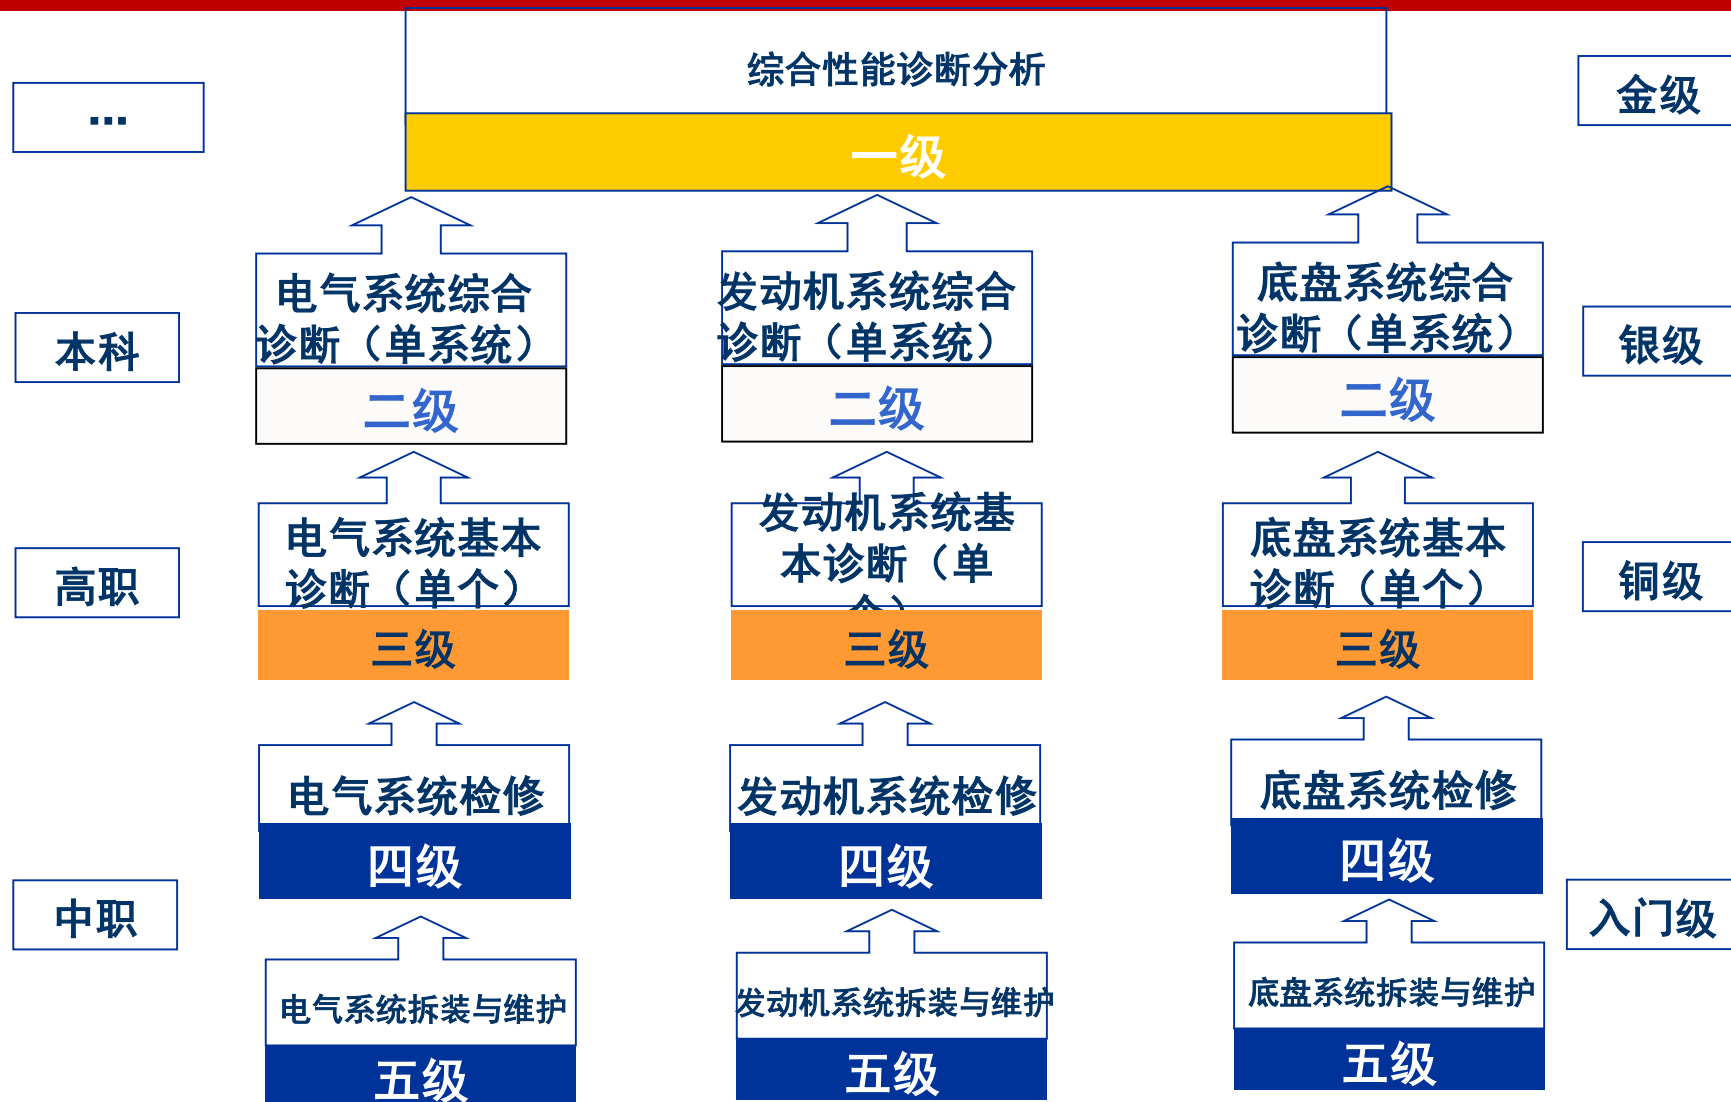 综合性能诊断分析
...
金级
一级
电气系统综合
诊断（单系统）
发动机系统综合
诊断（单系统）
底盘系统综合
诊断（单系统）
本科
银级
二级
二级
二级
电气系统基本
诊断（单个）
发动机系统基
本诊断（单
个）
底盘系统基本
诊断（单个）
高职
铜级
三级
三级
三级
电气系统检修
发动机系统检修
底盘系统检修
四级
四级
四级
中职
入门级
电气系统拆装与维护
发动机系统拆装与维护
底盘系统拆装与维护
五级
五级
五级